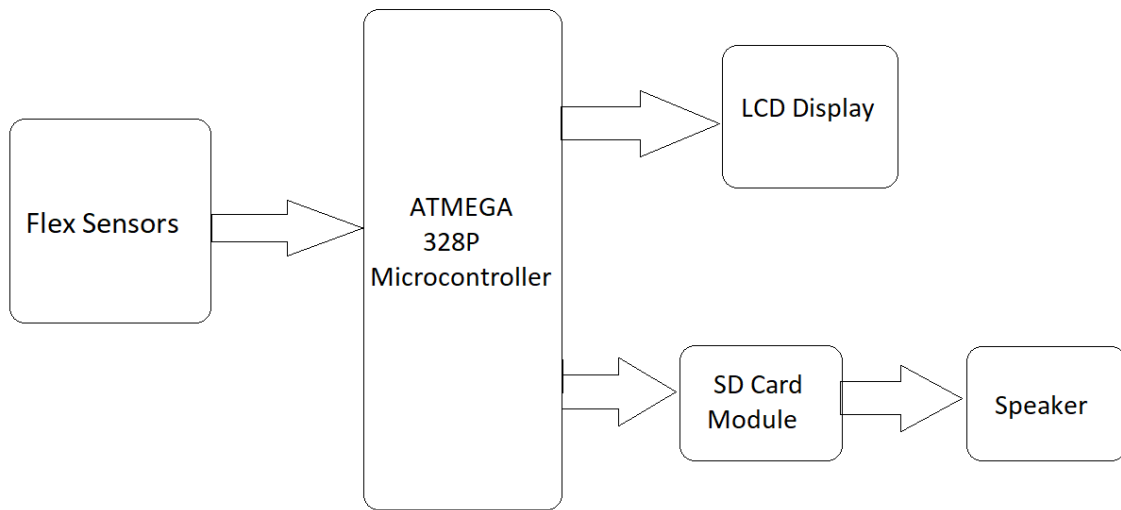 Flex Sensors
ATMEGA
328P
Microcontroller
LCD Display
SD Card
Module
Speaker